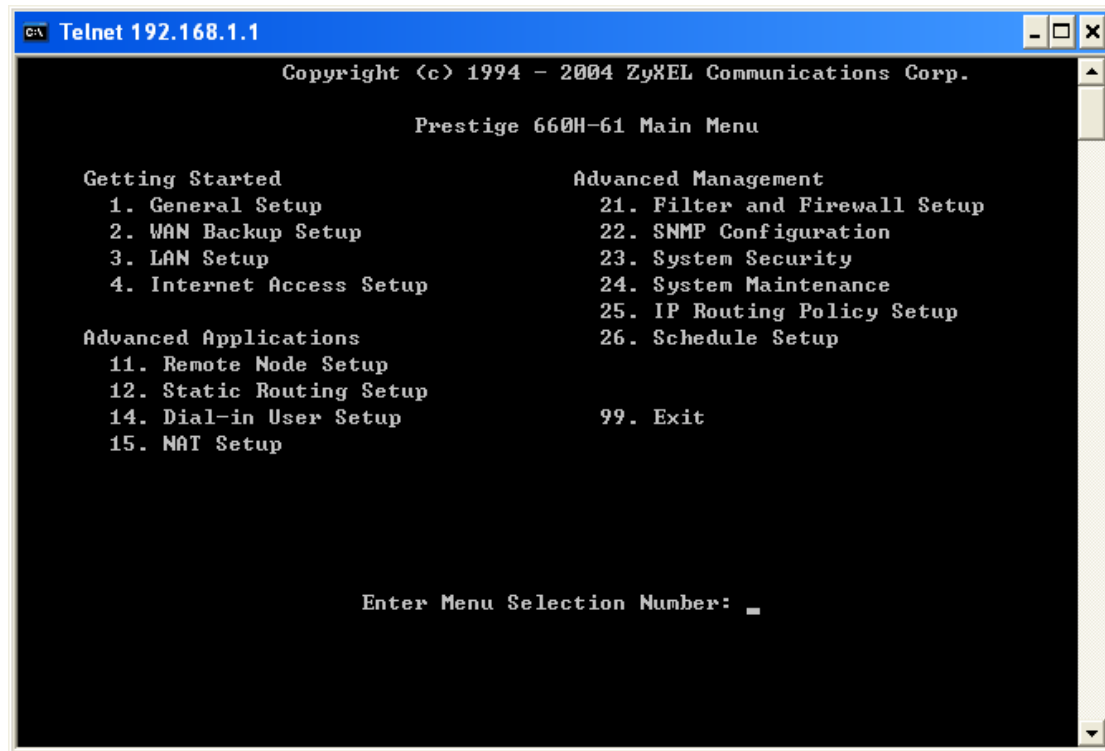 Telnet 192.168.1.1
Copyright (c) 1994 - 2004 ZyXEL Communications Corp.
Prestige 660H-61 Main Menu
Getting Started
1. General Setup
2. WAN Backup Setup
3. LAN Setup
4. Internet Access Setup
Advanced Applications
11. Remote Node Setup
12. Static Routing Setup
14. Dial-in User Setup
15. NAT Setup
Advanced Management
21. Filter and Firewall Setup
22. SNMP Configuration
23. System Security
24. System Maintenance
25. IP Routing Policy Setup
26. Schedule Setup
99. Exit
Enter Menu Selection Number: _